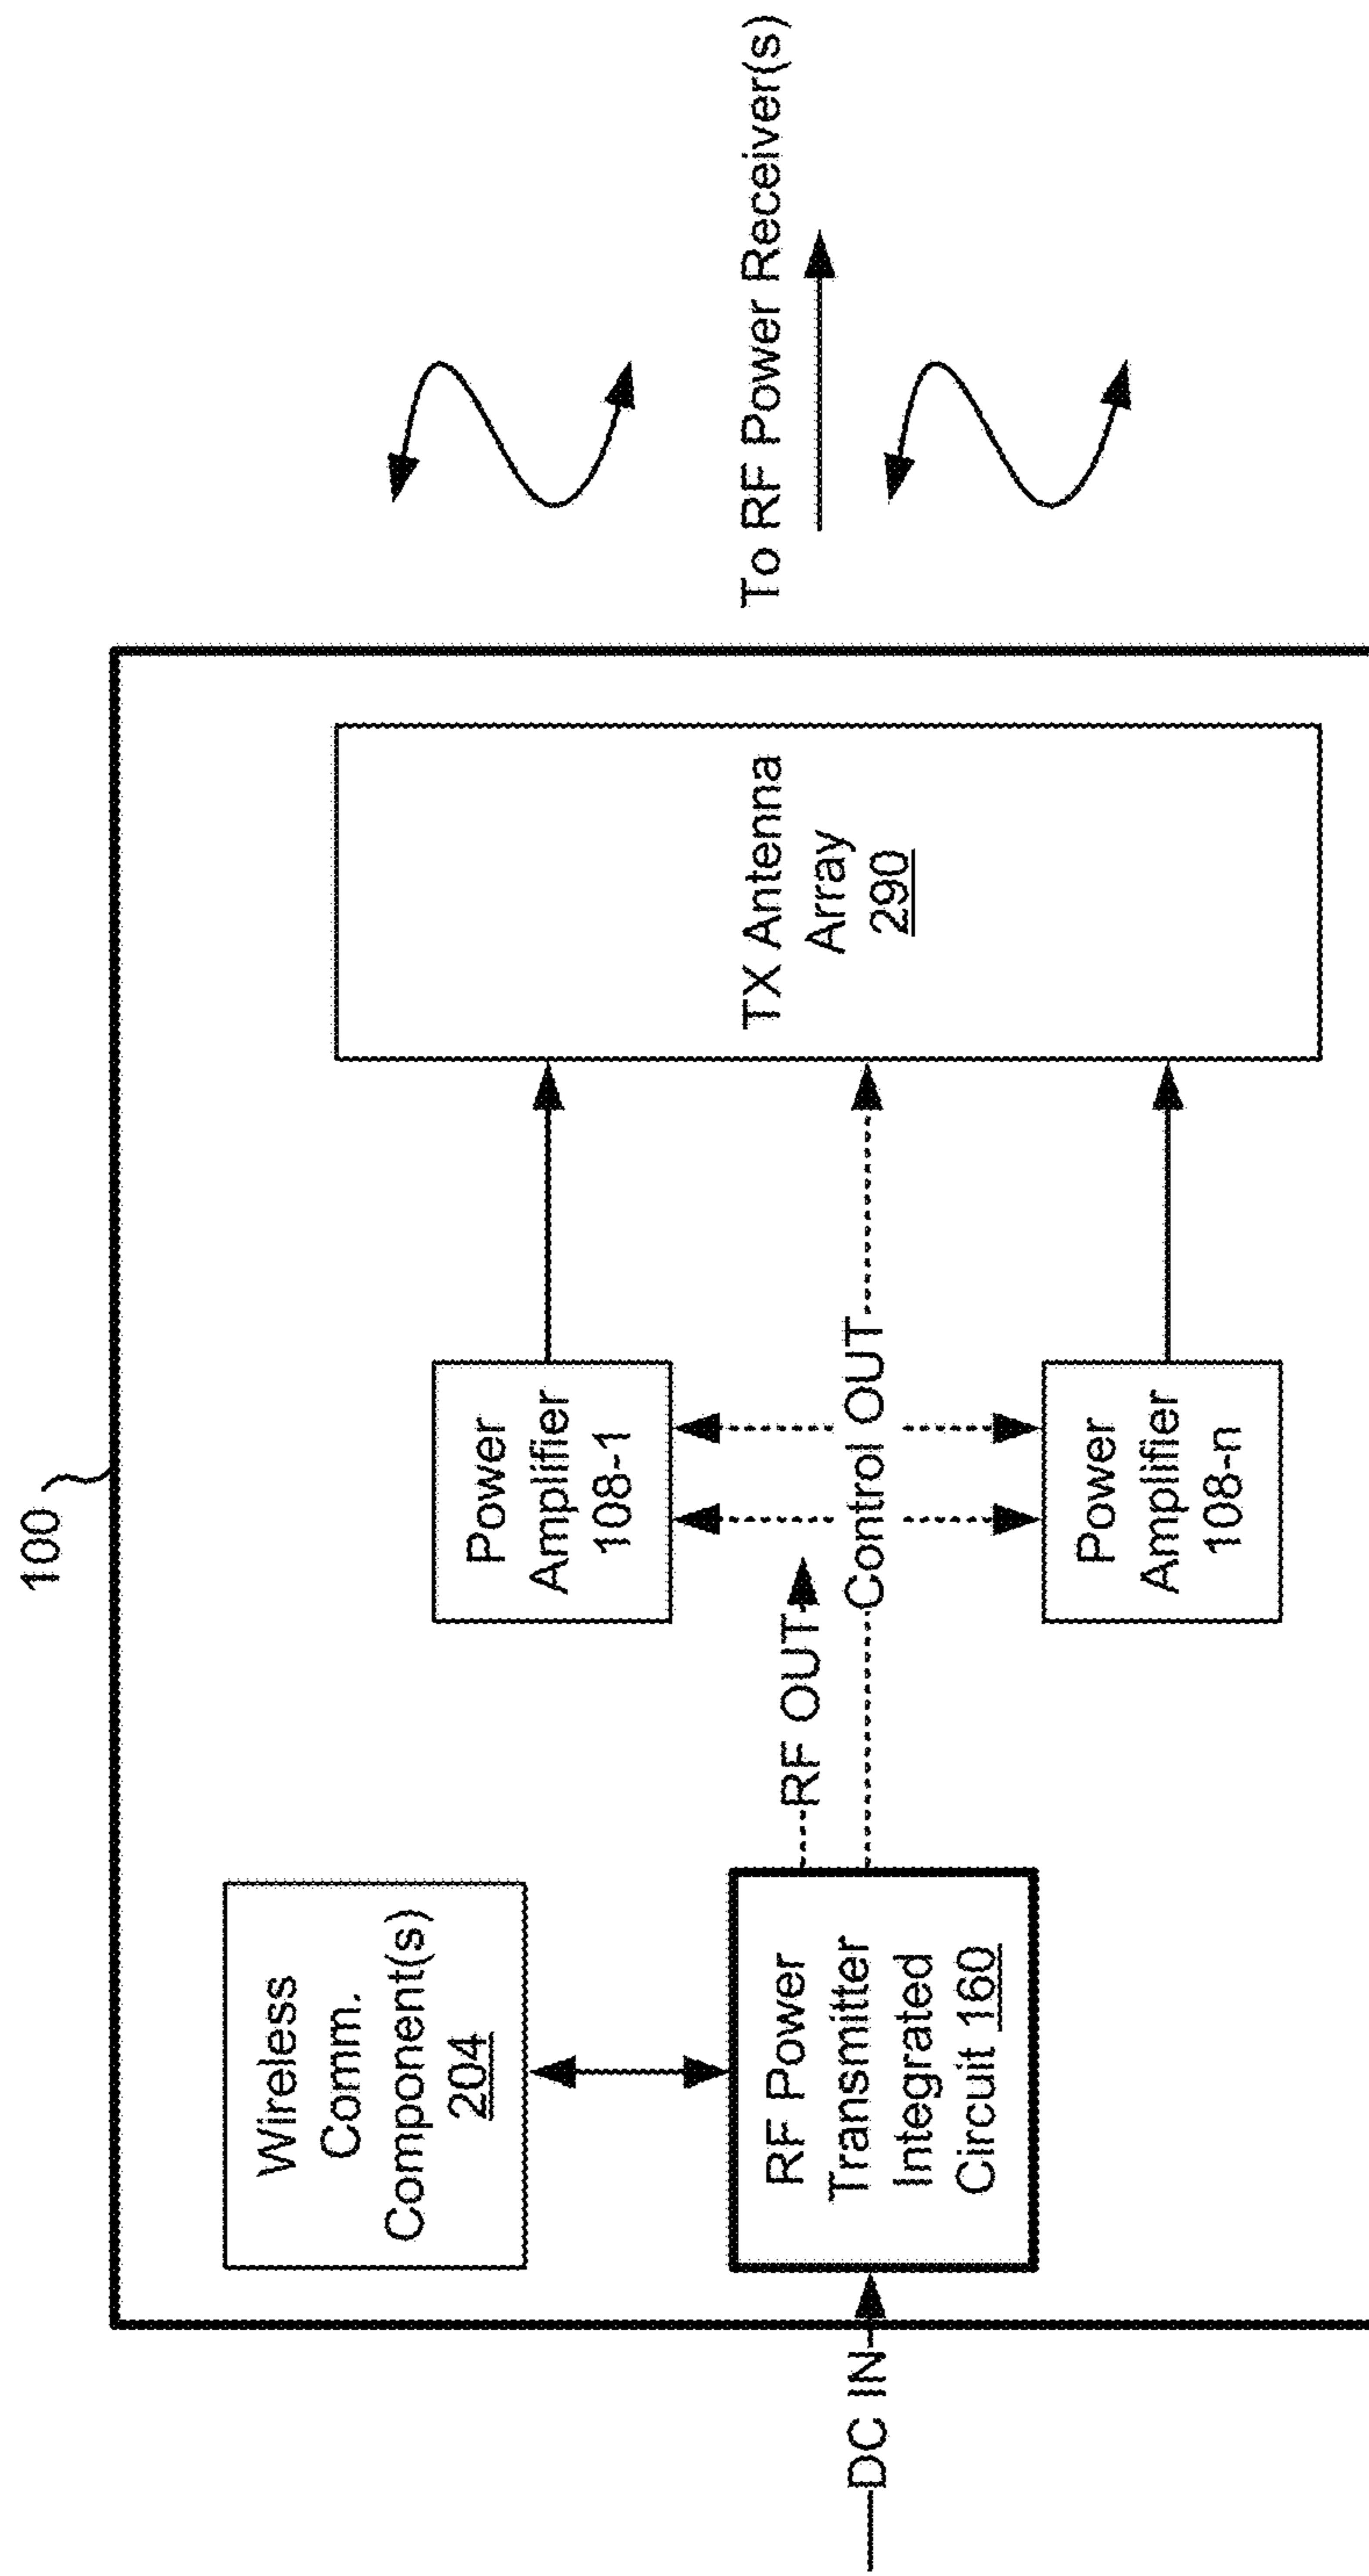 100
Wireless
Comm.
Component(s)
204
Power
Amplifier
108-1
TX Antenna
Array
290
To RF Power Receiver(s)
RF OUT
Control OUT
DC IN
RF Power
Transmitter
Integrated
Circuit 160
Power
Amplifier
108-n